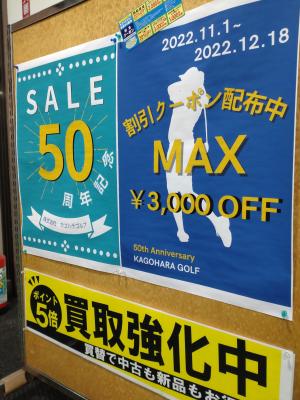 SALE
50
周年記念
株式会社 カゴハラゴルフ
2022.11.1~
2022.12.18
割引クーポン配布中
MAX
¥3,000 OFF
50th Anniversary
KAGOHARA GOLF
ポイント
5倍
買取強化中
買替で中古も新品もお